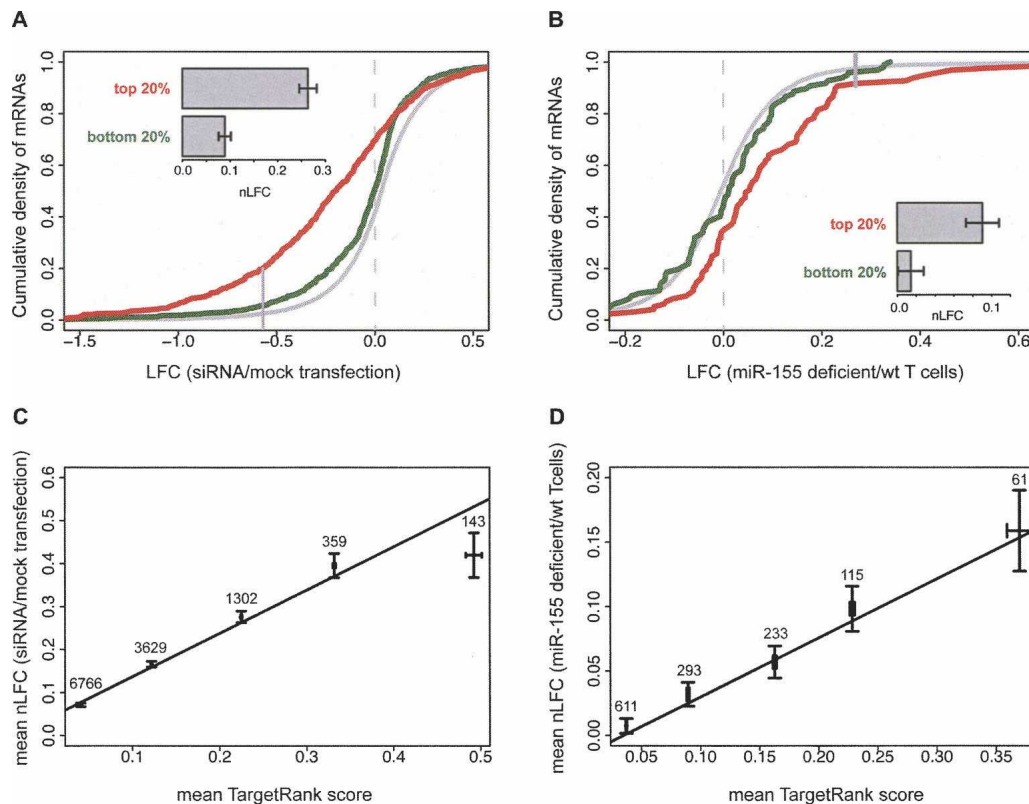 A
Cumulative density of mRNAs
1.0
0.8
0.6
0.4
0.2
0.0
top 20%
bottom 20%
0.0 0.1 0.2 0.3
nLFC
−1.5 −1.0 −0.5 0.0 0.5
LFC (siRNA/mock transfection)
B
Cumulative density of mRNAs
1.0
0.8
0.6
0.4
0.2
0.0
top 20%
bottom 20%
0.0 0.1
nLFC
−0.2 0.0 0.2 0.4 0.6
LFC (miR-155 deficient/wt T cells)
C
mean nLFC (siRNA/mock transfection)
0.6
0.5
0.4
0.3
0.2
0.1
0.0
6766
3629
1302
359
143
0.1 0.2 0.3 0.4 0.5
mean TargetRank score
D
mean nLFC (miR-155 deficient/wt Tcells)
0.20
0.15
0.10
0.05
0.00
611
293
233
115
61
0.05 0.10 0.15 0.20 0.25 0.30 0.35
mean TargetRank score